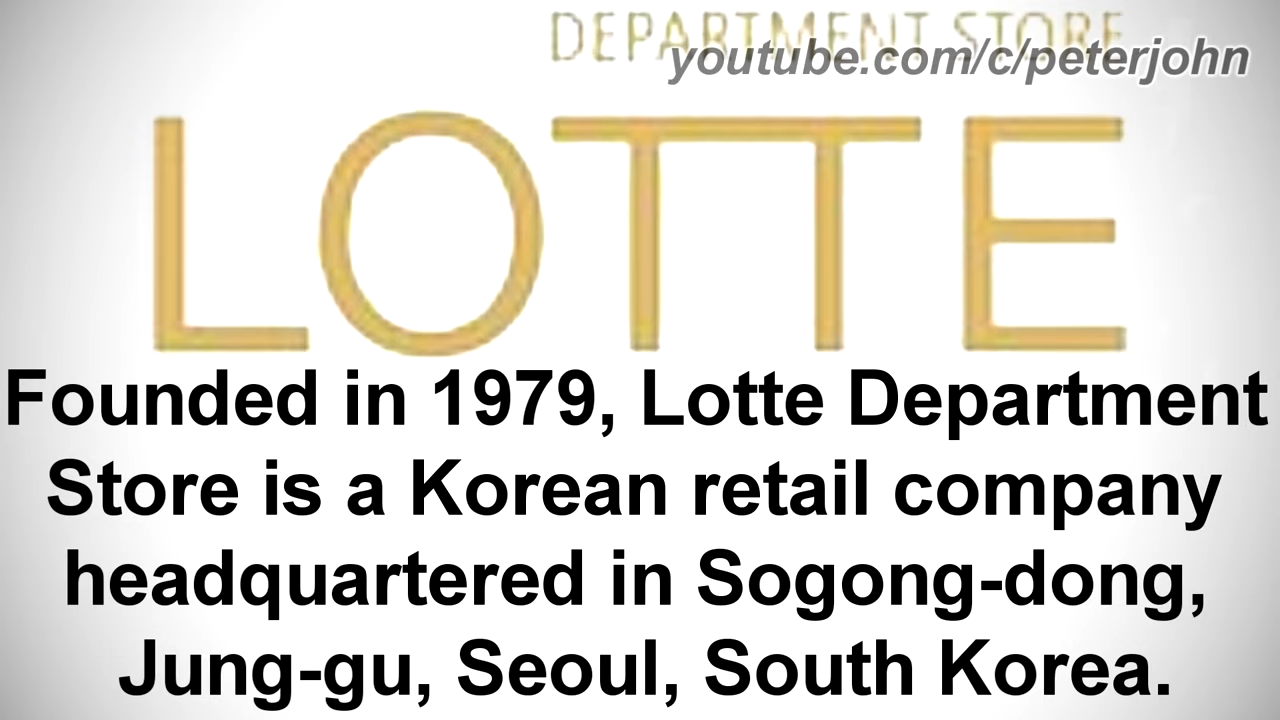 DEPARTMENT STORE
youtube.com/c/peterjohn
LOTTE
Founded in 1979, Lotte Department
Store is a Korean retail company
headquartered in Sogong-dong,
Jung-gu, Seoul, South Korea.